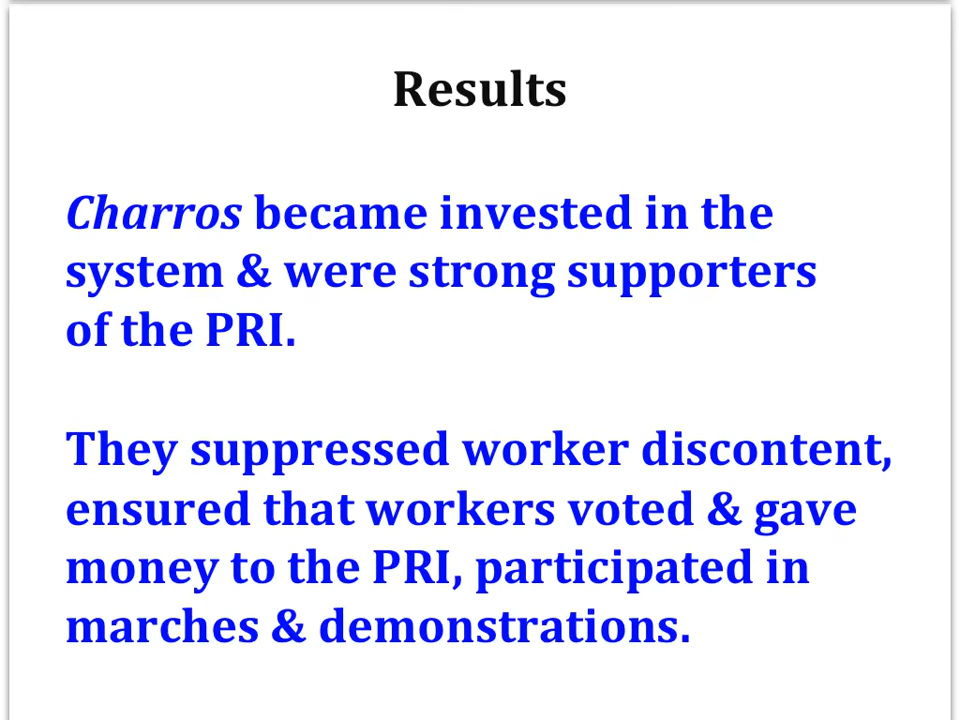 Results
Charros became invested in the
system & were strong supporters
of the PRI.
They suppressed worker discontent,
ensured that workers voted & gave
money to the PRI, participated in
marches & demonstrations.